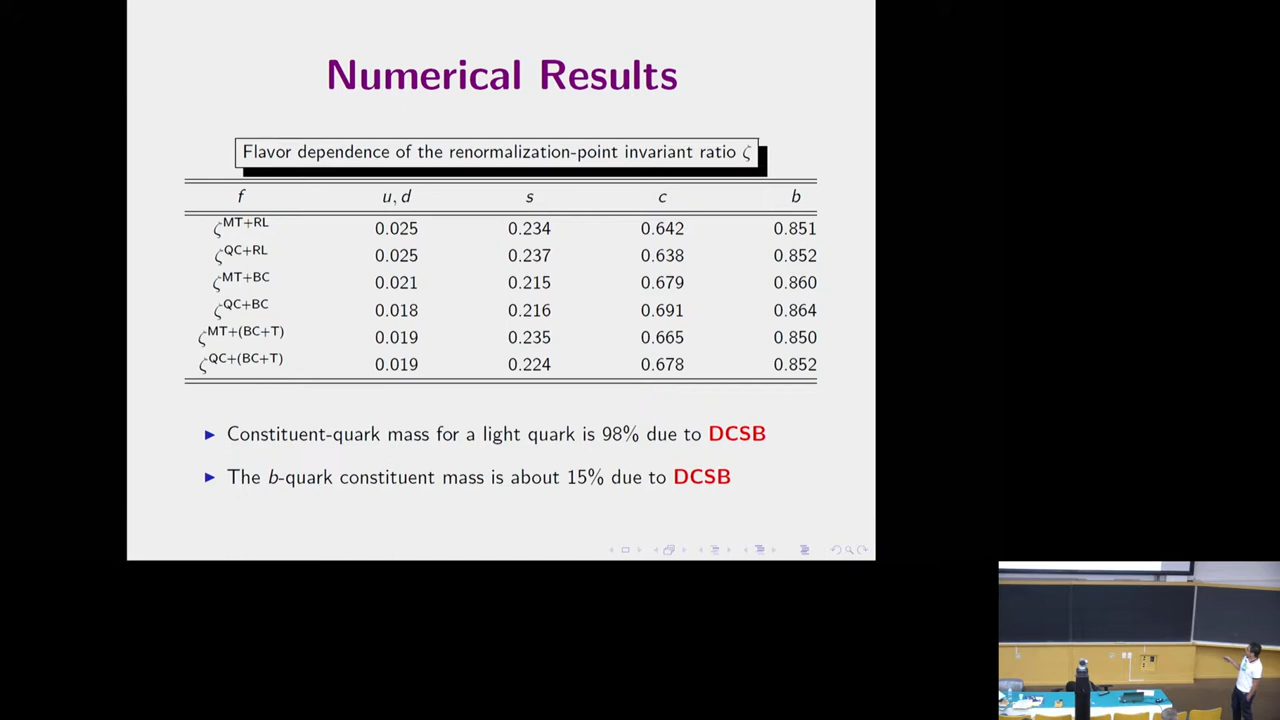 Numerical Results
Flavor dependence of the renormalization-point invariant ratio ζ
f u, d s c b
ζ^MT+RL 0.025 0.234 0.642 0.851
ζ^QC+RL 0.025 0.237 0.638 0.852
ζ^MT+BC 0.021 0.215 0.679 0.860
ζ^QC+BC 0.018 0.216 0.691 0.864
ζ^MT+(BC+T) 0.019 0.235 0.665 0.850
ζ^QC+(BC+T) 0.019 0.224 0.678 0.852
Constituent-quark mass for a light quark is 98% due to DCSB
The b-quark constituent mass is about 15% due to DCSB